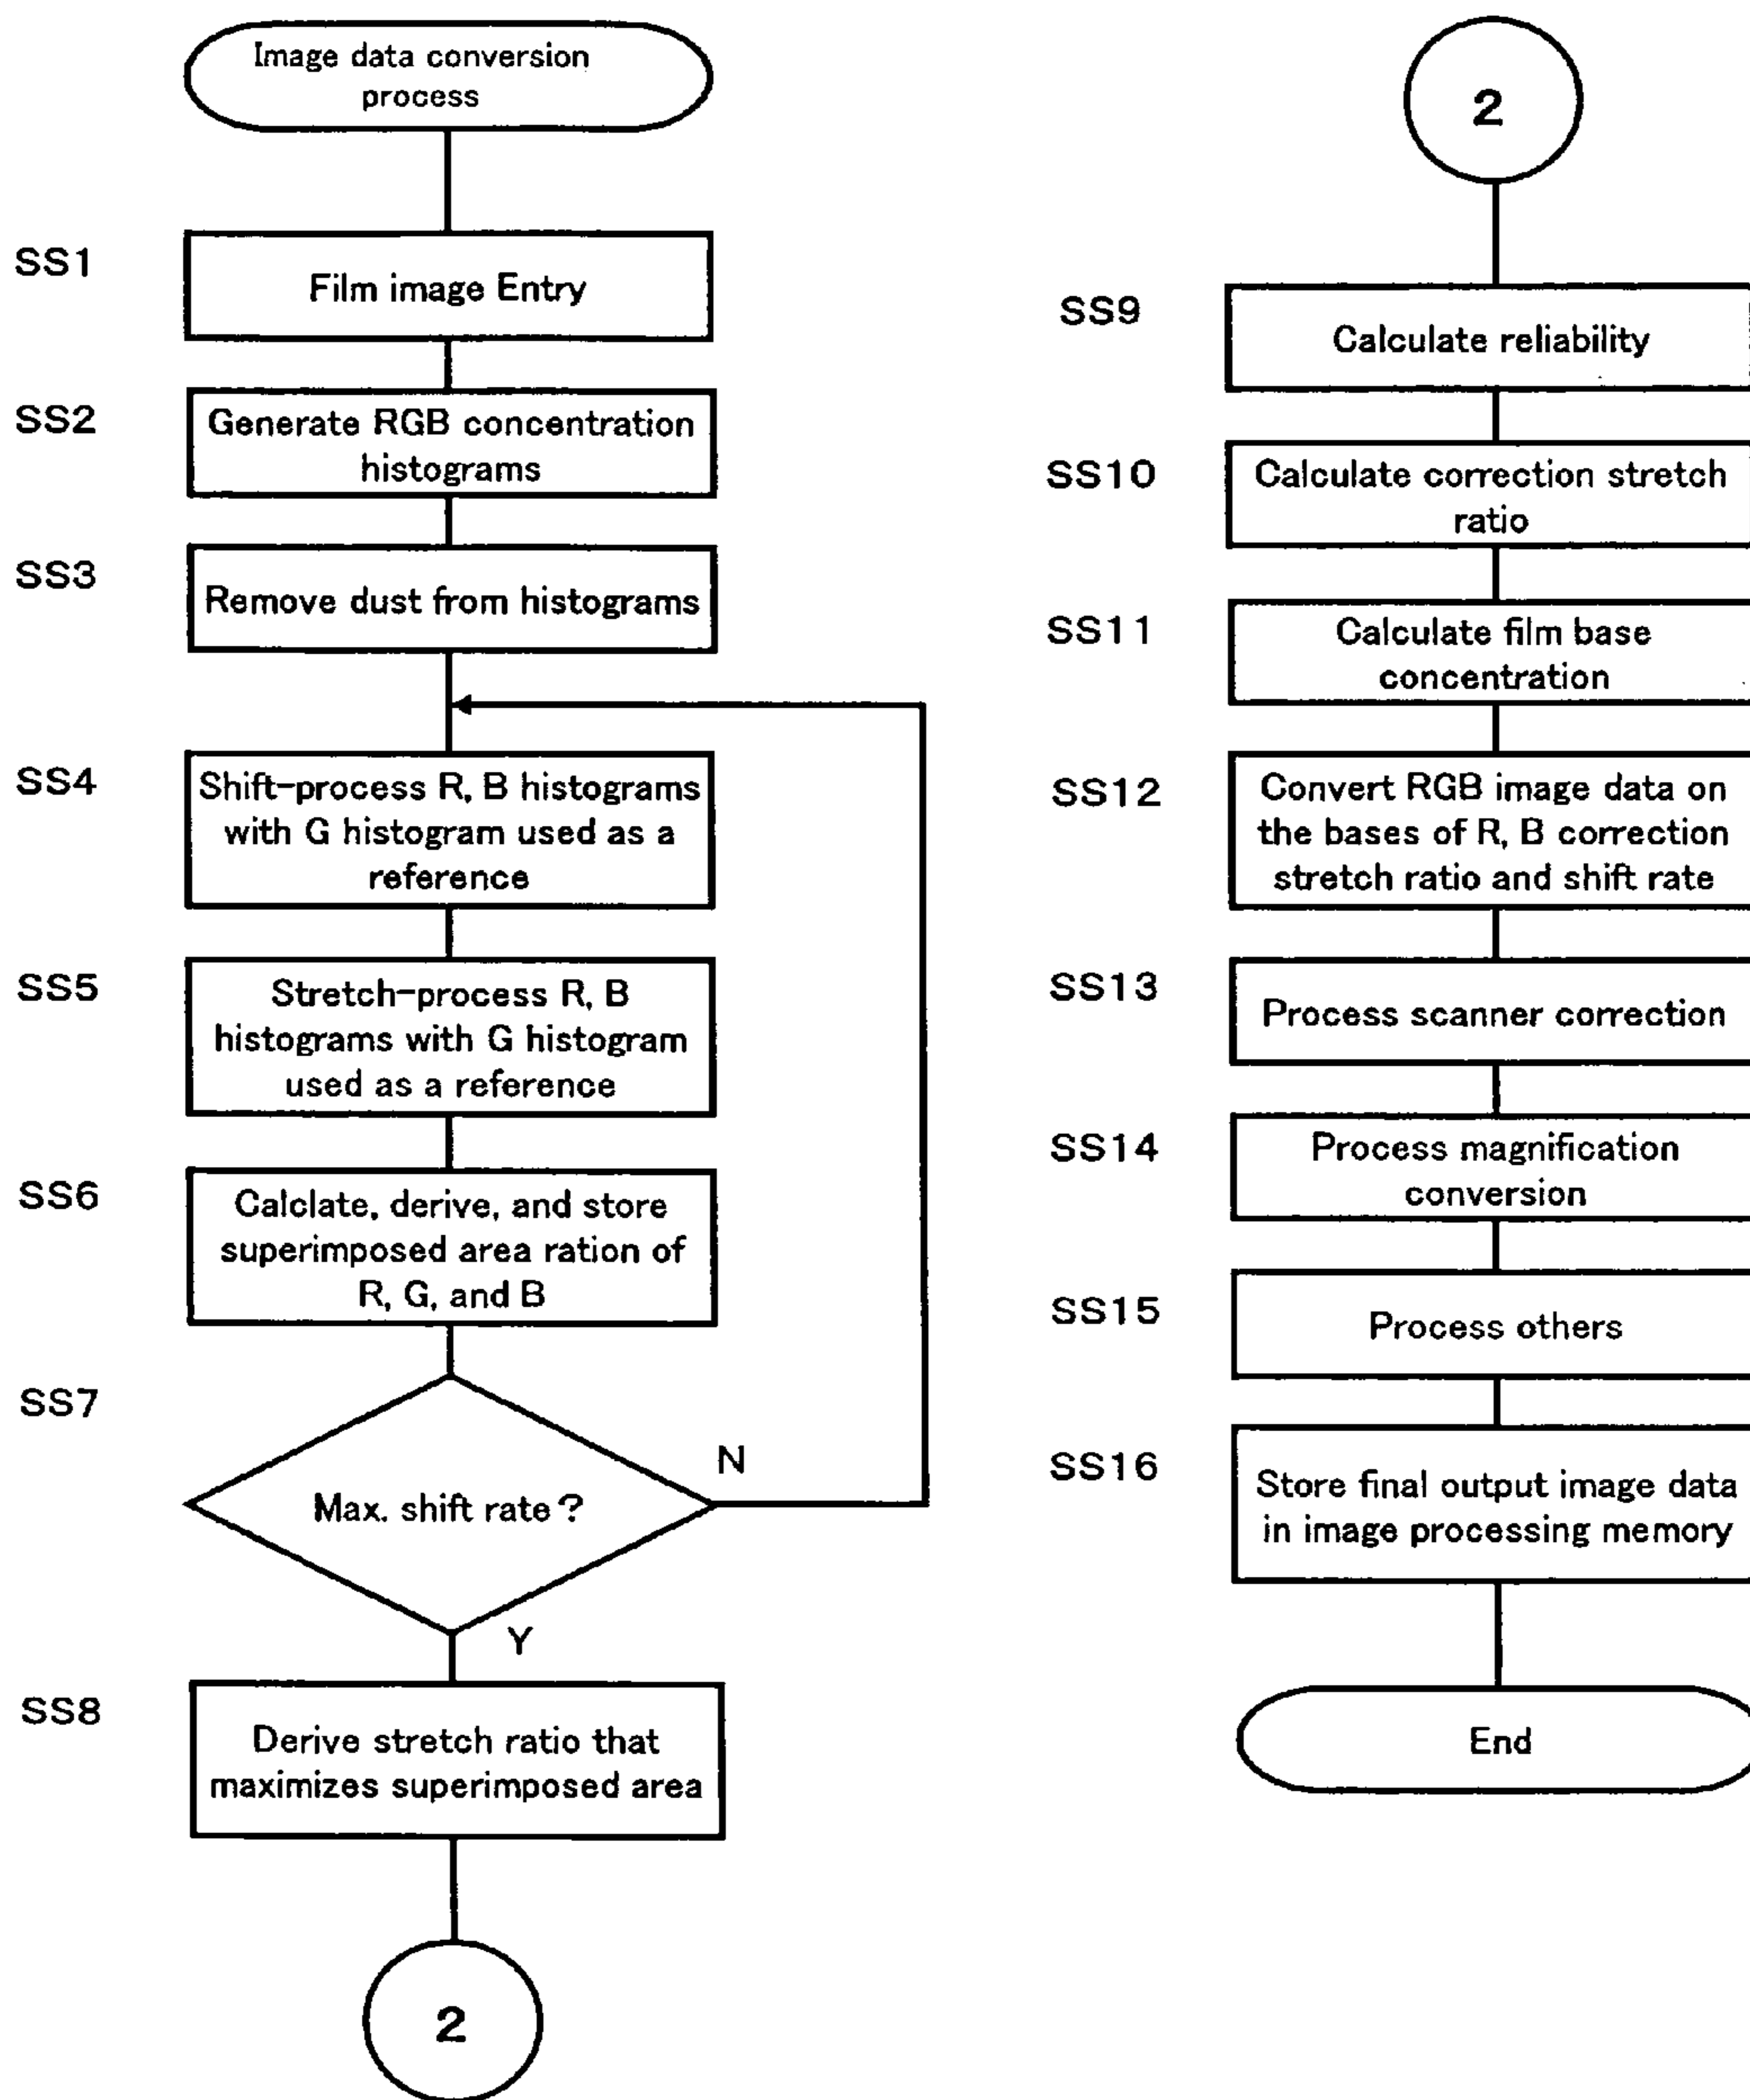 Image data conversion
process
SS1
Film image Entry
SS2
Generate RGB concentration
histograms
SS3
Remove dust from histograms
SS4
Shift-process R, B histograms
with G histogram used as a
reference
SS5
Stretch-process R, B
histograms with G histogram
used as a reference
SS6
Calclate, derive, and store
superimposed area ration of
R, G, and B
SS7
Max. shift rate?
N
Y
SS8
Derive stretch ratio that
maximizes superimposed area
2
2
SS9
Calculate reliability
SS10
Calculate correction stretch
ratio
SS11
Calculate film base
concentration
SS12
Convert RGB image data on
the bases of R, B correction
stretch ratio and shift rate
SS13
Process scanner correction
SS14
Process magnification
conversion
SS15
Process others
SS16
Store final output image data
in image processing memory
End